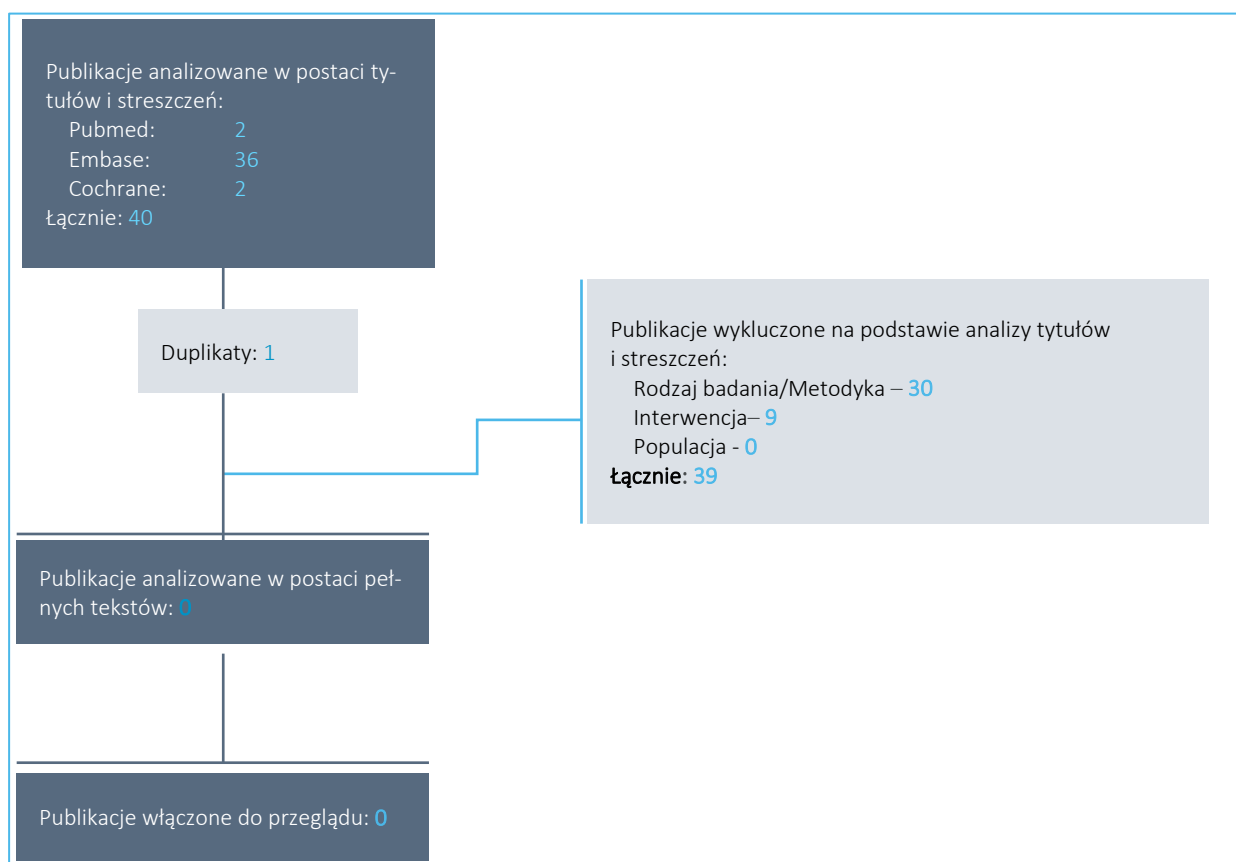 Publikacje analizowane w postaci ty-
tułów i streszczeń:
Pubmed: 2
Embase: 36
Cochrane: 2
Łącznie: 40
Duplikaty: 1
Publikacje wykluczone na podstawie analizy tytułów
i streszczeń:
Rodzaj badania/Metodyka – 30
Interwencja– 9
Populacja - 0
Łącznie: 39
Publikacje analizowane w postaci peł-
nych tekstów: 0
Publikacje włączone do przeglądu: 0